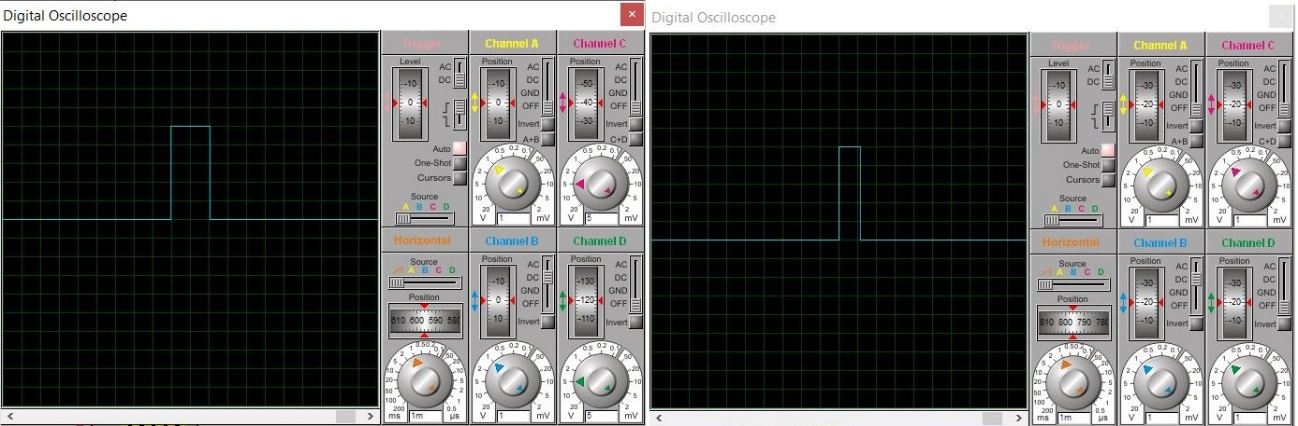 Digital Oscilloscope
Trigger
Level
AC
DC
-10
0
10
Auto
One-Shot
Cursors
Source
A B C D
Channel A
Position
AC
DC
GND
OFF
Invert
A+B
-10
0
10
V 1 mV
Channel C
Position
AC
DC
GND
OFF
Invert
C+D
-50
-40
-30
V 5 mV
Horizontal
Source
A B C D
Position
610 600 590 580
ms 1m µs
Channel B
Position
AC
DC
GND
OFF
Invert
-10
0
10
V 1 mV
Channel D
Position
AC
DC
GND
OFF
Invert
-130
-120
-110
V 5 mV
Digital Oscilloscope
Trigger
Level
AC
DC
-10
0
10
Auto
One-Shot
Cursors
Source
A B C D
Channel A
Position
AC
DC
GND
OFF
Invert
A+B
-30
-20
-10
V 1 mV
Channel C
Position
AC
DC
GND
OFF
Invert
C+D
-30
-20
-10
V 1 mV
Horizontal
Source
A B C D
Position
810 800 790 780
ms 1m µs
Channel B
Position
AC
DC
GND
OFF
Invert
-30
-20
-10
V 1 mV
Channel D
Position
AC
DC
GND
OFF
Invert
-30
-20
-10
V 1 mV